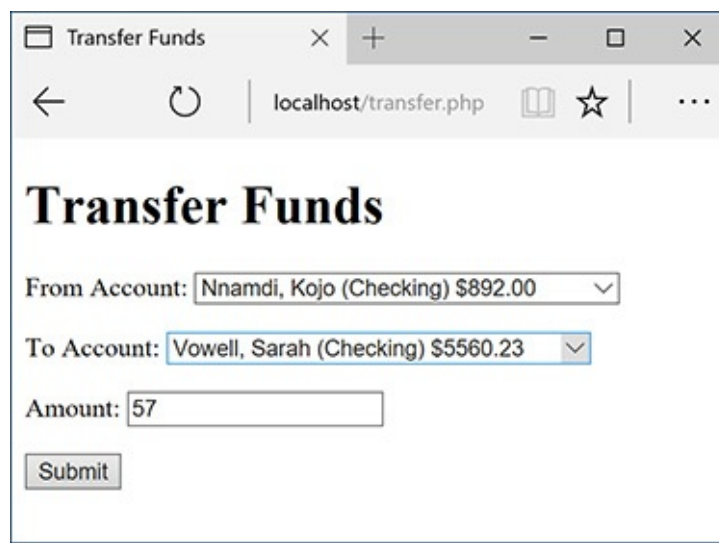 Transfer Funds
localhost/transfer.php
Transfer Funds
From Account: Nnamdi, Kojo (Checking) $892.00
To Account: Vowell, Sarah (Checking) $5560.23
Amount: 57
Submit